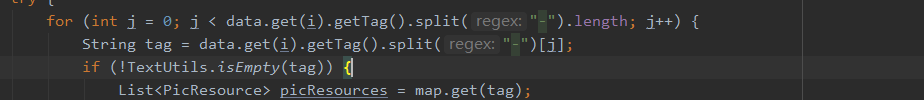 try {
for (int j = 0; j < data.get(i).getTag().split( regex: "-").length; j++) {
String tag = data.get(i).getTag().split( regex: "-")[j];
if (!TextUtils.isEmpty(tag)) {
List<PicResource> picResources = map.get(tag);